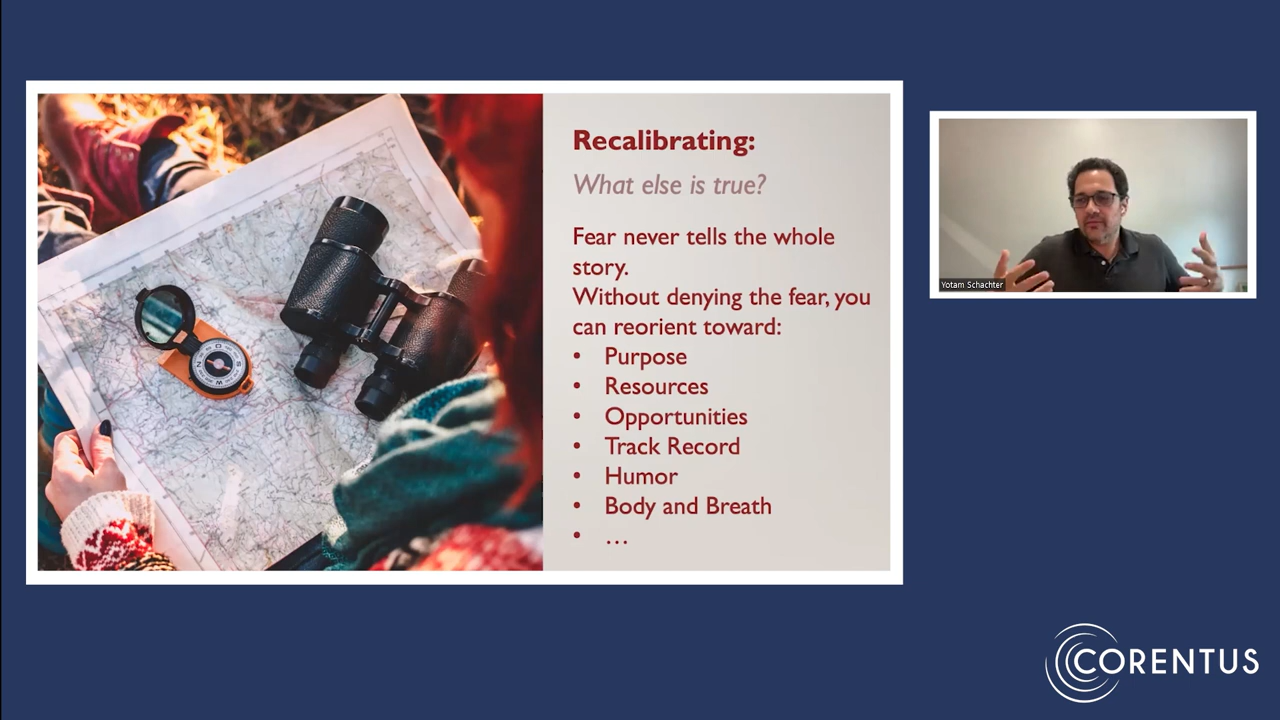 Recalibrating:
What else is true?
Fear never tells the whole
story.
Without denying the fear, you
can reorient toward:
• Purpose
• Resources
• Opportunities
• Track Record
• Humor
• Body and Breath
• …
Yotam Schachter
CORENTUS